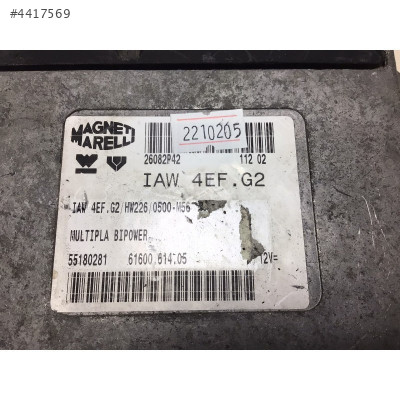 #4417569
MAGNETI
MARELLI
2210205
26082P42 112 02
IAW 4EF.G2
IAW 4EF.G2/HW226/0500-M56
MULTIPLA BIPOWER
55180281 61600.614.05 12V=